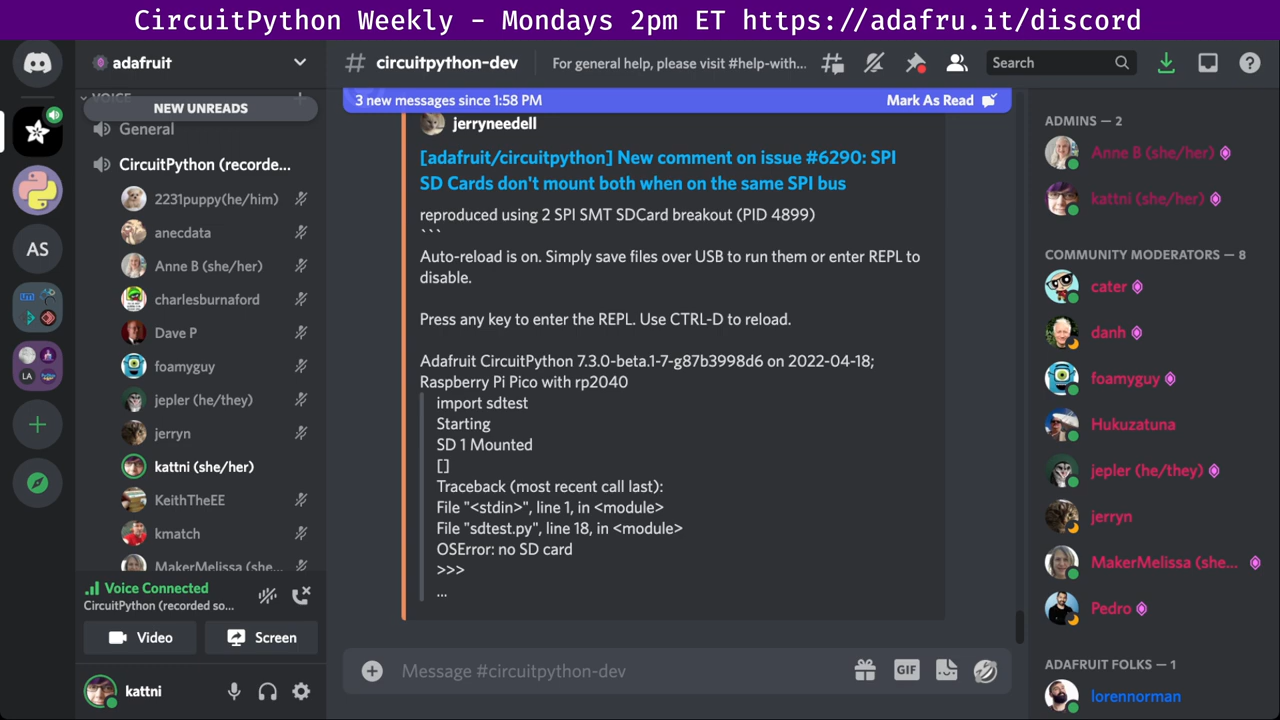 CircuitPython Weekly - Mondays 2pm ET https://adafru.it/discord
adafruit
VOICE
NEW UNREADS
General
CircuitPython (recorde...
2231puppy(he/him)
anecdata
Anne B (she/her)
charlesburnaford
Dave P
foamyguy
jepler (he/they)
jerryn
kattni (she/her)
KeithTheEE
kmatch
MakerMelissa (she...
Voice Connected
CircuitPython (recorded so...
Video
Screen
kattni
AS
LA
# circuitpython-dev
For general help, please visit #help-with...
Search
3 new messages since 1:58 PM
Mark As Read
jerryneedell
[adafruit/circuitpython] New comment on issue #6290: SPI
SD Cards don't mount both when on the same SPI bus
reproduced using 2 SPI SMT SDCard breakout (PID 4899)
```
Auto-reload is on. Simply save files over USB to run them or enter REPL to
disable.
Press any key to enter the REPL. Use CTRL-D to reload.
Adafruit CircuitPython 7.3.0-beta.1-7-g87b3998d6 on 2022-04-18;
Raspberry Pi Pico with rp2040
import sdtest
Starting
SD 1 Mounted
[]
Traceback (most recent call last):
File "<stdin>", line 1, in <module>
File "sdtest.py", line 18, in <module>
OSError: no SD card
>>>
...
Message #circuitpython-dev
GIF
ADMINS — 2
Anne B (she/her)
kattni (she/her)
COMMUNITY MODERATORS — 8
cater
danh
foamyguy
Hukuzatuna
jepler (he/they)
jerryn
MakerMelissa (she...
Pedro
ADAFRUIT FOLKS — 1
lorennorman